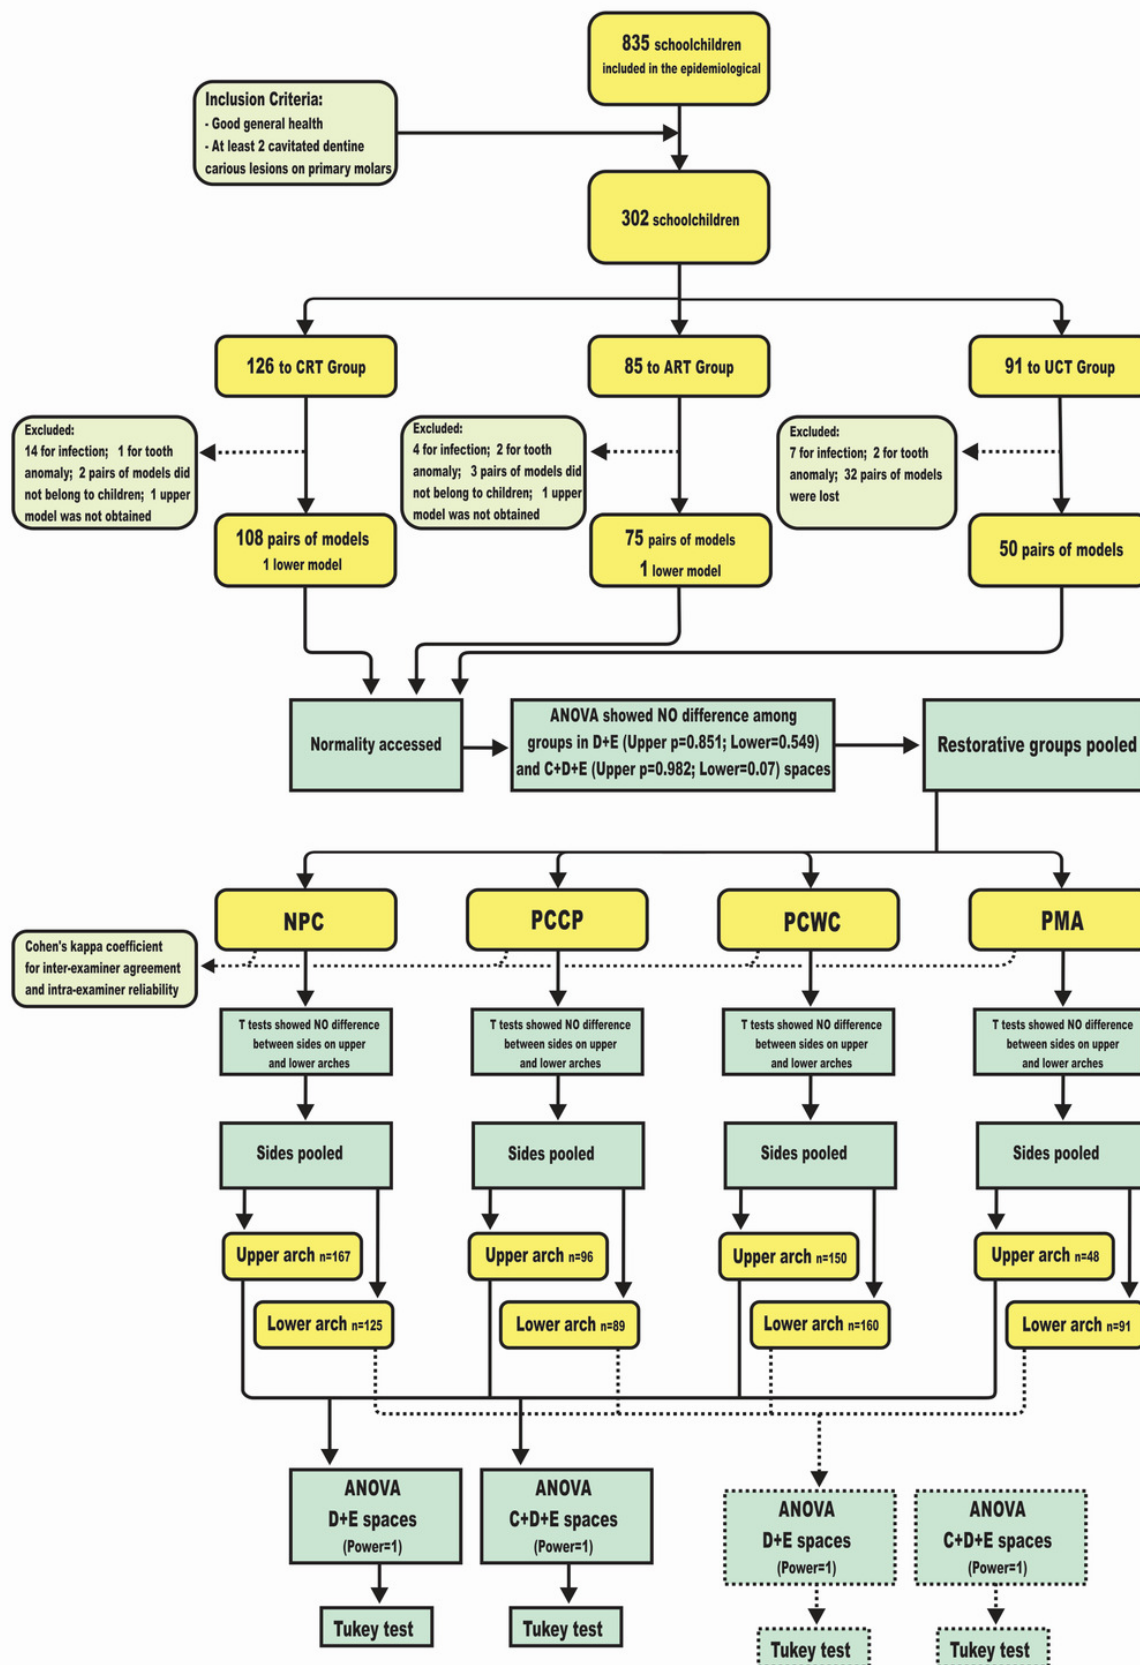 835 schoolchildren
included in the epidemiological
Inclusion Criteria:
- Good general health
- At least 2 cavitated dentine
carious lesions on primary molars
302 schoolchildren
126 to CRT Group
85 to ART Group
91 to UCT Group
Excluded:
14 for infection; 1 for tooth
anomaly; 2 pairs of models did
not belong to children; 1 upper
model was not obtained
Excluded:
4 for infection; 2 for tooth
anomaly; 3 pairs of models did
not belong to children; 1 upper
model was not obtained
Excluded:
7 for infection; 2 for tooth
anomaly; 32 pairs of models
were lost
108 pairs of models
1 lower model
75 pairs of models
1 lower model
50 pairs of models
Normality accessed
ANOVA showed NO difference among
groups in D+E (Upper p=0.851; Lower=0.549)
and C+D+E (Upper p=0.982; Lower=0.07) spaces
Restorative groups pooled
NPC
PCCP
PCWC
PMA
Cohen's kappa coefficient
for inter-examiner agreement
and intra-examiner reliability
T tests showed NO difference
between sides on upper
and lower arches
T tests showed NO difference
between sides on upper
and lower arches
T tests showed NO difference
between sides on upper
and lower arches
T tests showed NO difference
between sides on upper
and lower arches
Sides pooled
Sides pooled
Sides pooled
Sides pooled
Upper arch n=167
Upper arch n=96
Upper arch n=150
Upper arch n=48
Lower arch n=125
Lower arch n=89
Lower arch n=160
Lower arch n=91
ANOVA
D+E spaces
(Power=1)
ANOVA
C+D+E spaces
(Power=1)
ANOVA
D+E spaces
(Power=1)
ANOVA
C+D+E spaces
(Power=1)
Tukey test
Tukey test
Tukey test
Tukey test